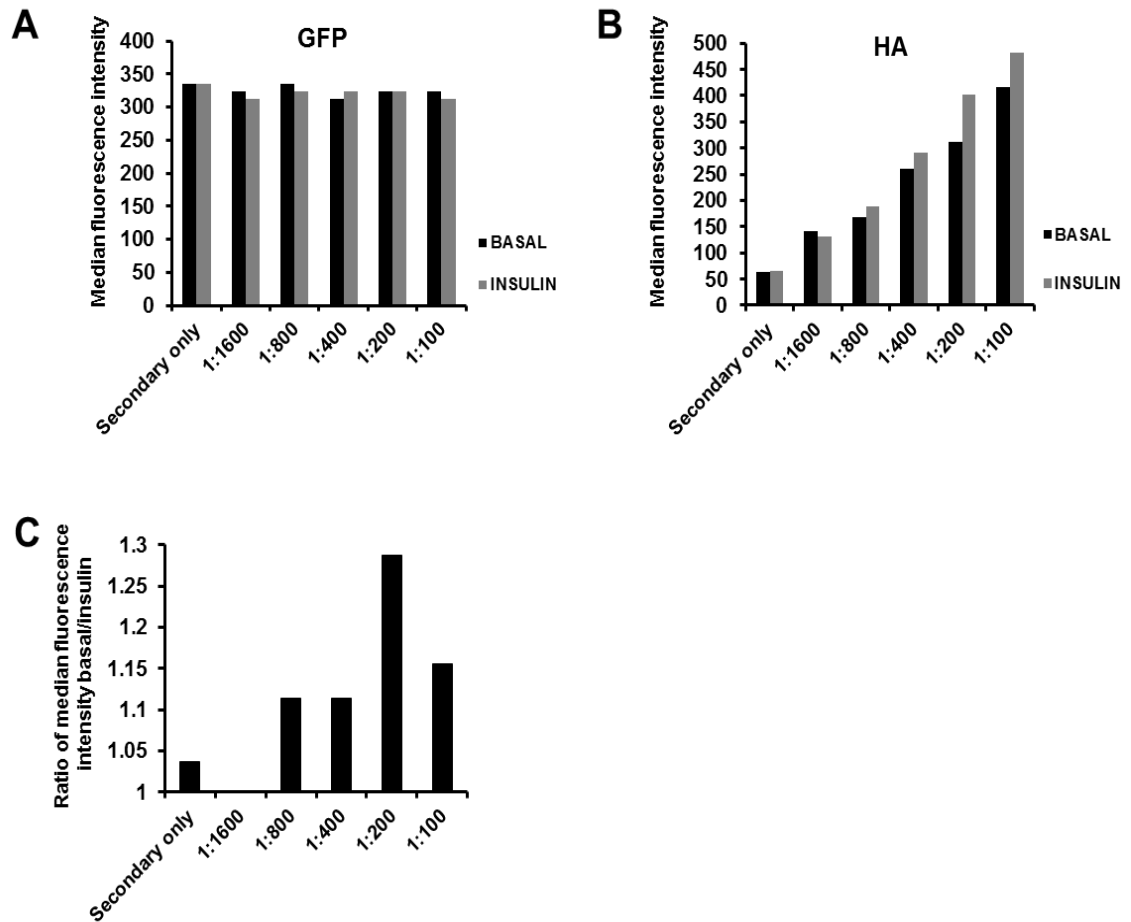 A
GFP
Median fluorescence intensity
400
350
300
250
200
150
100
50
0
Secondary only
1:1600
1:800
1:400
1:200
1:100
BASAL
INSULIN
B
HA
Median fluorescence intensity
500
450
400
350
300
250
200
150
100
50
0
Secondary only
1:1600
1:800
1:400
1:200
1:100
BASAL
INSULIN
C
Ratio of median fluorescence
intensity basal/insulin
1.3
1.25
1.2
1.15
1.1
1.05
1
Secondary only
1:1600
1:800
1:400
1:200
1:100